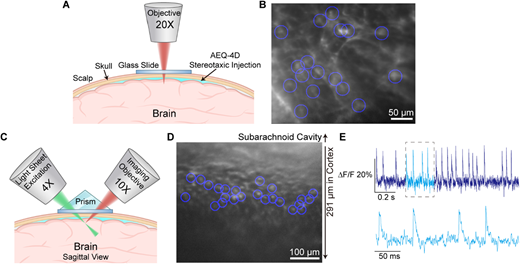 A
Objective
20X
Skull
Glass Slide
AEQ-4D
Stereotaxic Injection
Scalp
Brain
B
50 µm
C
Light Sheet
Excitation
4X
Imaging
Objective
10X
Prism
Brain
Sagittal View
D
Subarachnoid Cavity
291 µm in Cortex
100 µm
E
ΔF/F 20%
0.2 s
50 ms